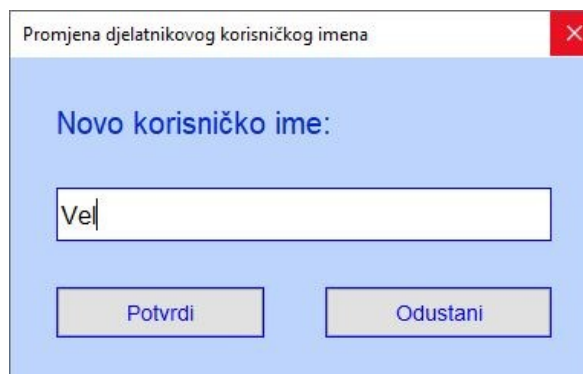 Promjena djelatnikovog korisničkog imena
Novo korisničko ime:
Vel
Potvrdi
Odustani